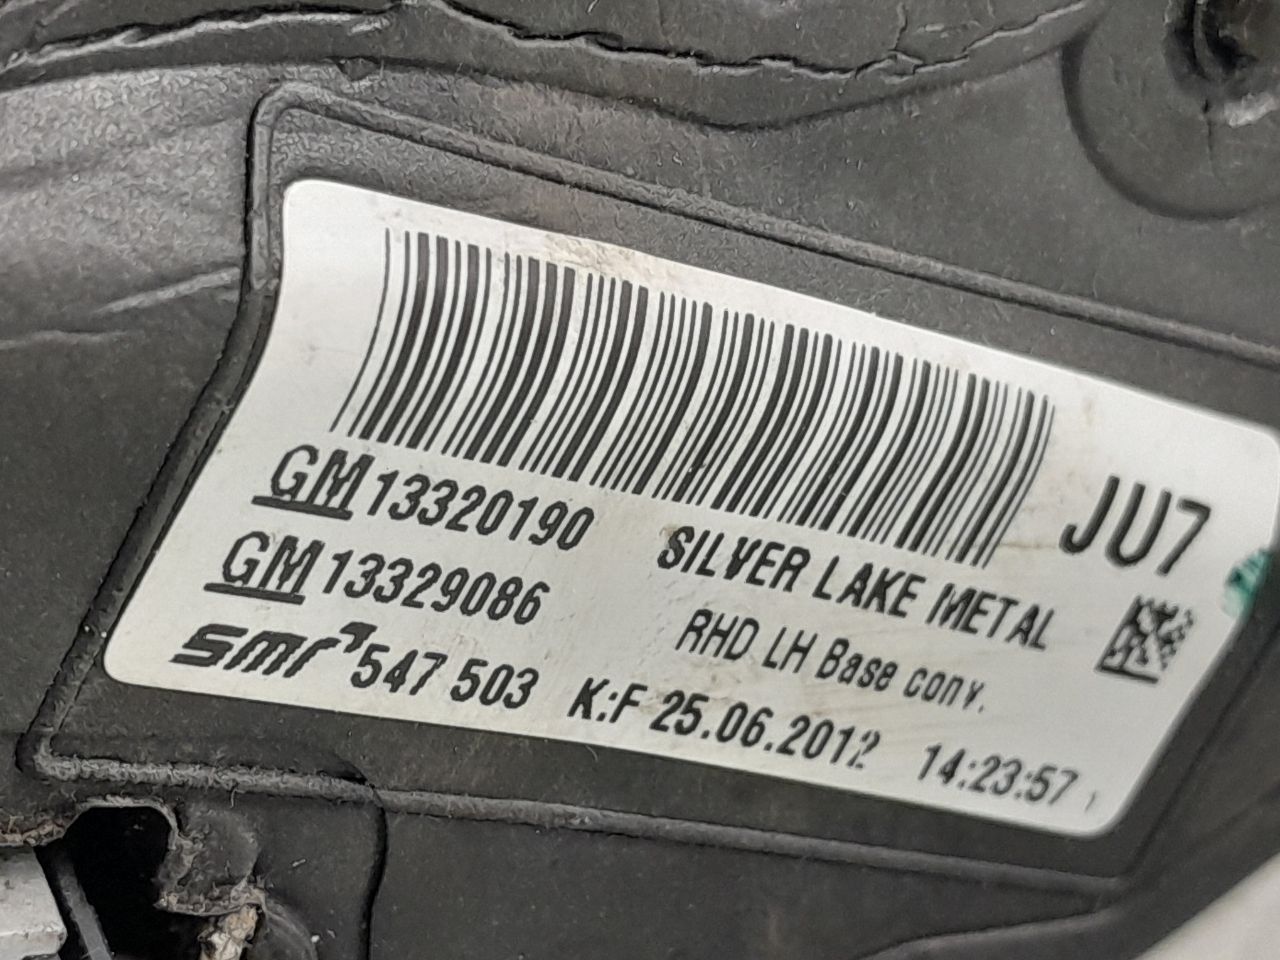 JU7
GM 13320190 SILVER LAKE METAL
GM 13329086 RHD LH Base conv.
smr 547 503 K:F 25.06.2012 14:23:57